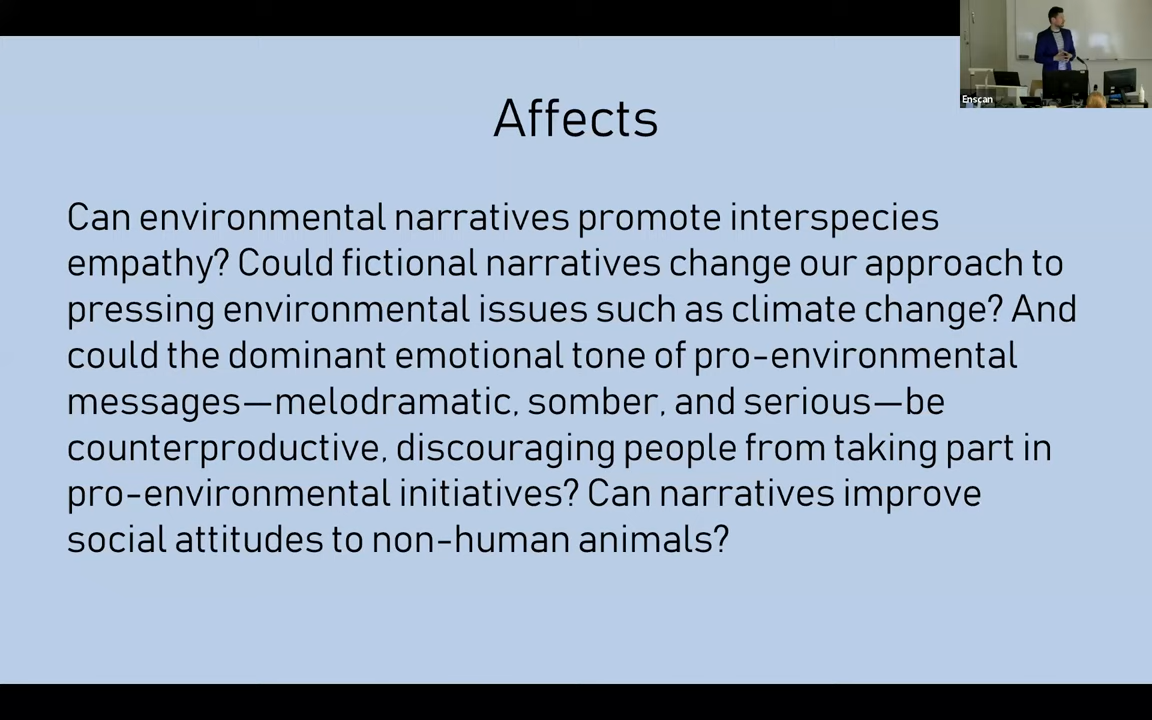 Enscan
Affects
Can environmental narratives promote interspecies
empathy? Could fictional narratives change our approach to
pressing environmental issues such as climate change? And
could the dominant emotional tone of pro-environmental
messages—melodramatic, somber, and serious—be
counterproductive, discouraging people from taking part in
pro-environmental initiatives? Can narratives improve
social attitudes to non-human animals?